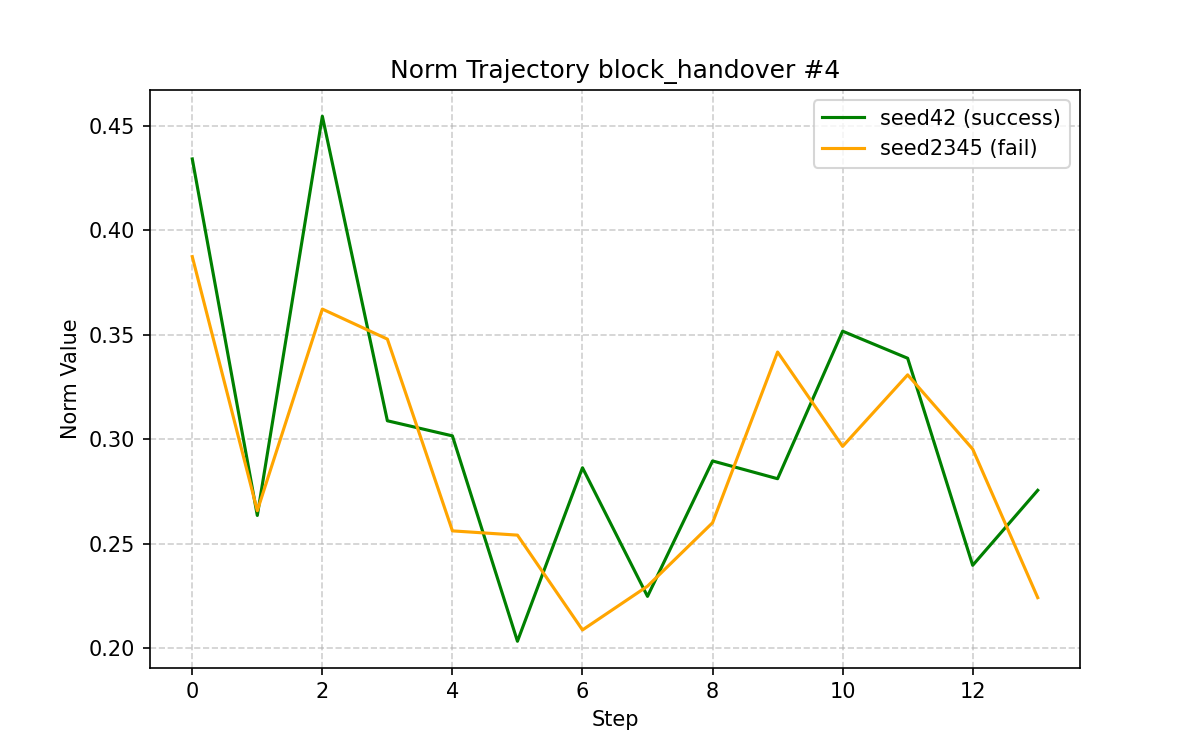 Norm Trajectory block_handover #4
seed42 (success)
seed2345 (fail)
Norm Value
0.45
0.40
0.35
0.30
0.25
0.20
0 2 4 6 8 10 12
Step